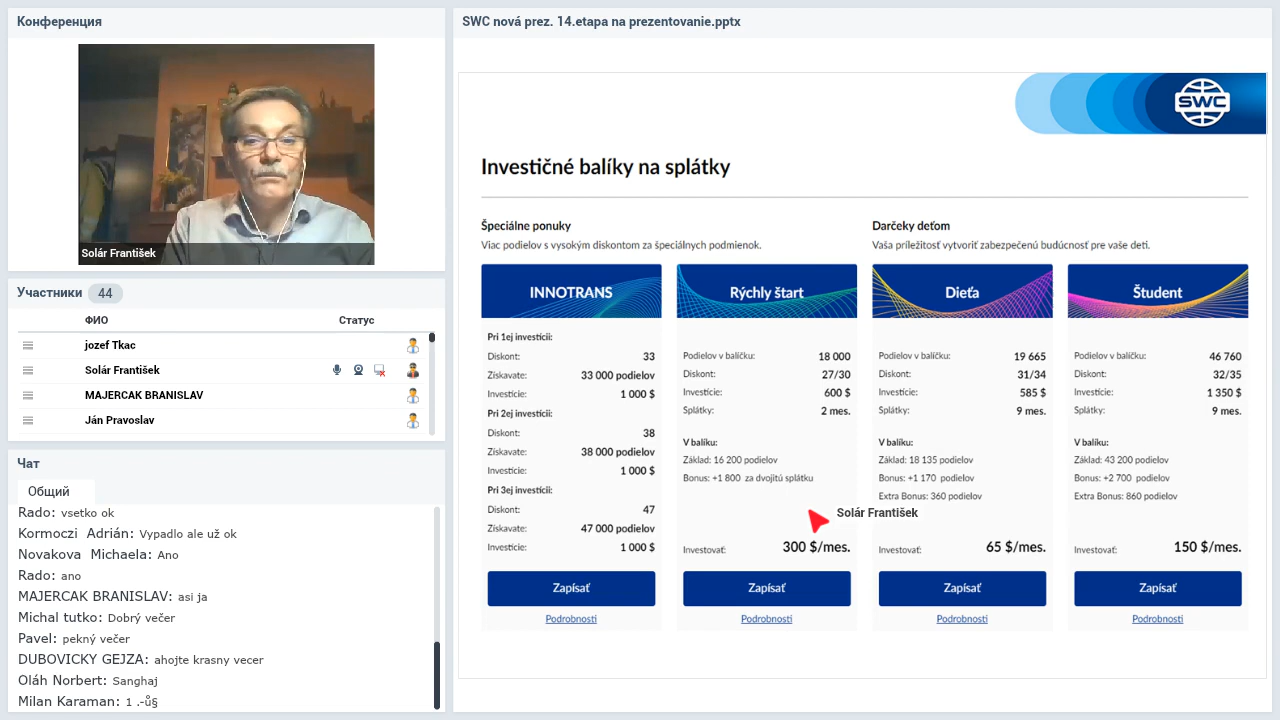 Конференция
Solár František
Участники 44
ФИО Статус
jozef Tkac
Solár František
MAJERCAK BRANISLAV
Ján Pravoslav
Чат
Общий
Rado: vsetko ok
Kormoczi Adrián: Vypadlo ale už ok
Novakova Michaela: Ano
Rado: ano
MAJERCAK BRANISLAV: asi ja
Michal tutko: Dobrý večer
Pavel: pekný večer
DUBOVICKY GEJZA: ahojte krasny vecer
Oláh Norbert: Sanghaj
Milan Karaman: 1 .-ů§
SWC nová prez. 14.etapa na prezentovanie.pptx
SWC
Investičné balíky na splátky
Špeciálne ponuky
Viac podielov s vysokým diskontom za špeciálnych podmienok.
Darčeky deťom
Vaša príležitosť vytvoriť zabezpečenú budúcnosť pre vaše deti.
INNOTRANS
Pri 1ej investícii:
Diskont: 33
Získavate: 33 000 podielov
Investície: 1 000 $
Pri 2ej investícii:
Diskont: 38
Získavate: 38 000 podielov
Investície: 1 000 $
Pri 3ej investícii:
Diskont: 47
Získavate: 47 000 podielov
Investície: 1 000 $
Zapísať
Podrobnosti
Rýchly štart
Podielov v balíčku: 18 000
Diskont: 27/30
Investície: 600 $
Splátky: 2 mes.
V balíku:
Základ: 16 200 podielov
Bonus: +1 800 za dvojitú splátku
Investovať: 300 $/mes.
Zapísať
Podrobnosti
Solár František
Dieťa
Podielov v balíčku: 19 665
Diskont: 31/34
Investície: 585 $
Splátky: 9 mes.
V balíku:
Základ: 18 135 podielov
Bonus: +1 170 podielov
Extra Bonus: 360 podielov
Investovať: 65 $/mes.
Zapísať
Podrobnosti
Študent
Podielov v balíčku: 46 760
Diskont: 32/35
Investície: 1 350 $
Splátky: 9 mes.
V balíku:
Základ: 43 200 podielov
Bonus: +2 700 podielov
Extra Bonus: 860 podielov
Investovať: 150 $/mes.
Zapísať
Podrobnosti